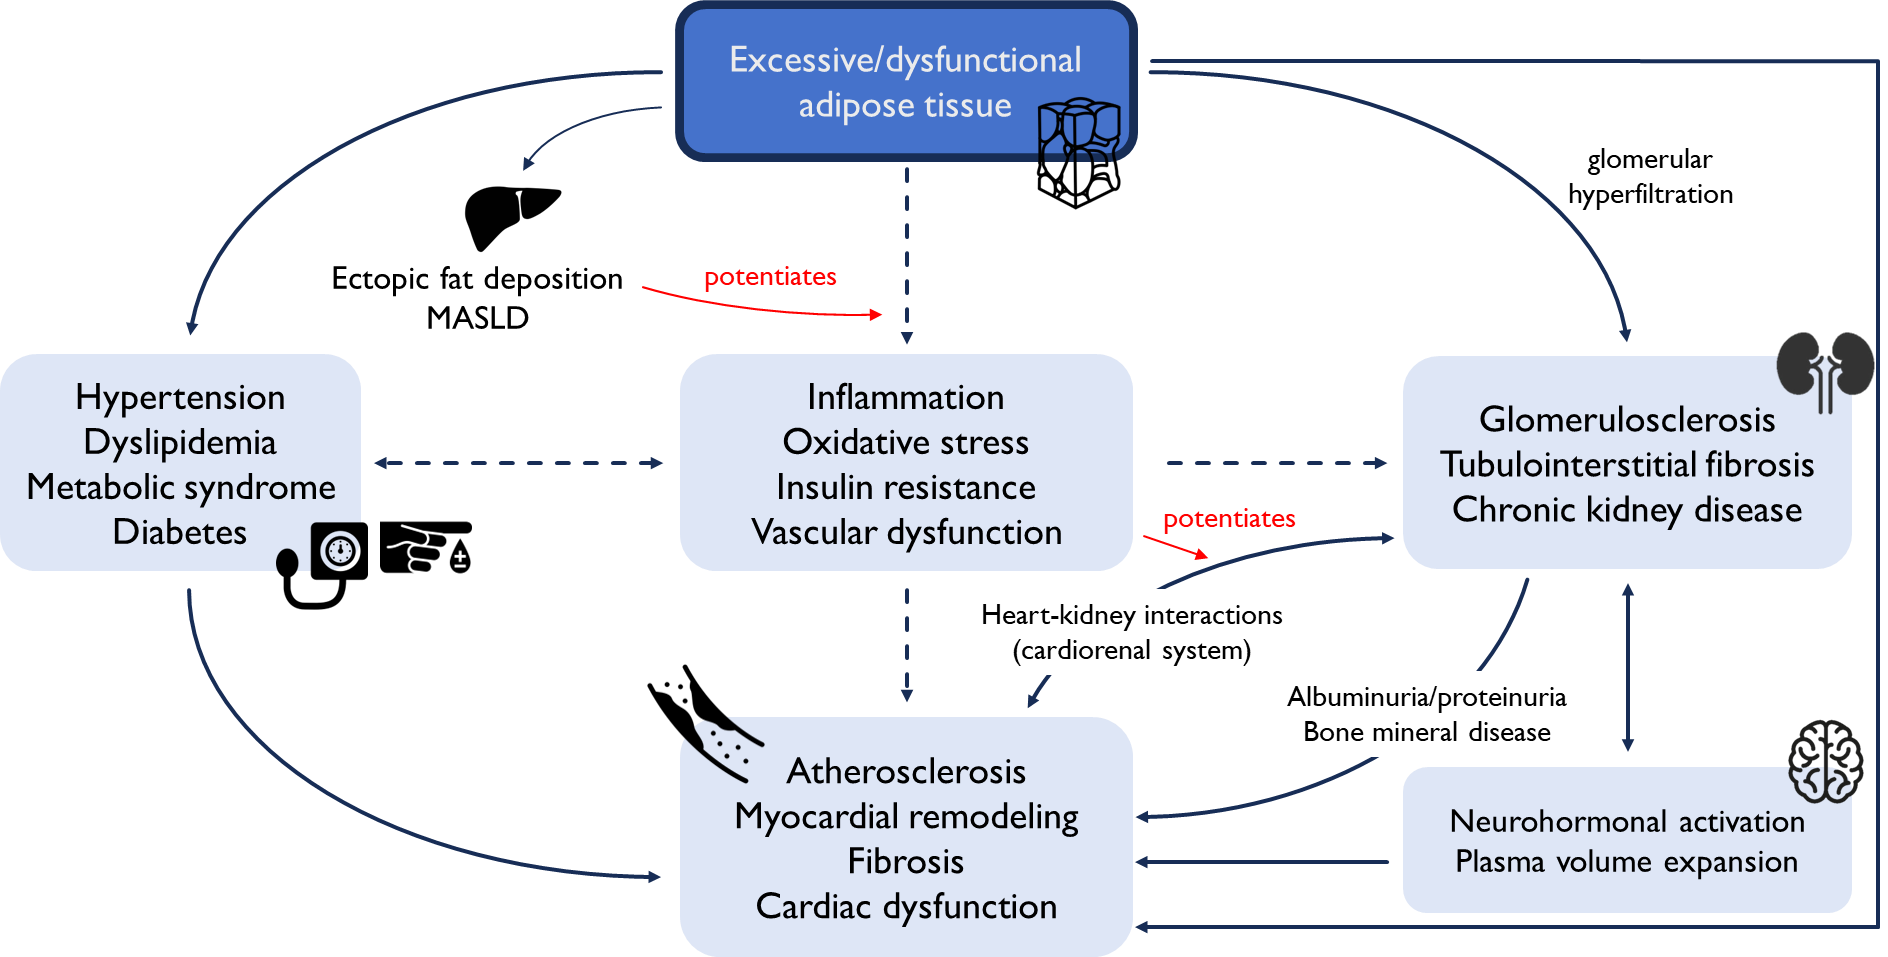 Excessive/dysfunctional
adipose tissue
glomerular
hyperfiltration
Ectopic fat deposition
MASLD
potentiates
Hypertension
Dyslipidemia
Metabolic syndrome
Diabetes
Inflammation
Oxidative stress
Insulin resistance
Vascular dysfunction
Glomerulosclerosis
Tubulointerstitial fibrosis
Chronic kidney disease
potentiates
Heart-kidney interactions
(cardiorenal system)
Albuminuria/proteinuria
Bone mineral disease
Atherosclerosis
Myocardial remodeling
Fibrosis
Cardiac dysfunction
Neurohormonal activation
Plasma volume expansion